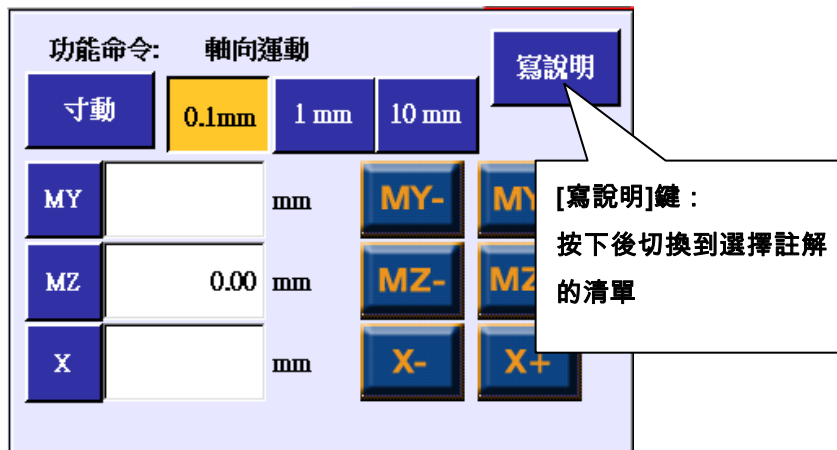 功能命令: 軸向運動
寫說明
寸動 0.1mm 1 mm 10 mm
MY mm MY-
MZ 0.00 mm MZ-
X mm X- X+
[寫說明]鍵：
按下後切換到選擇註解
的清單